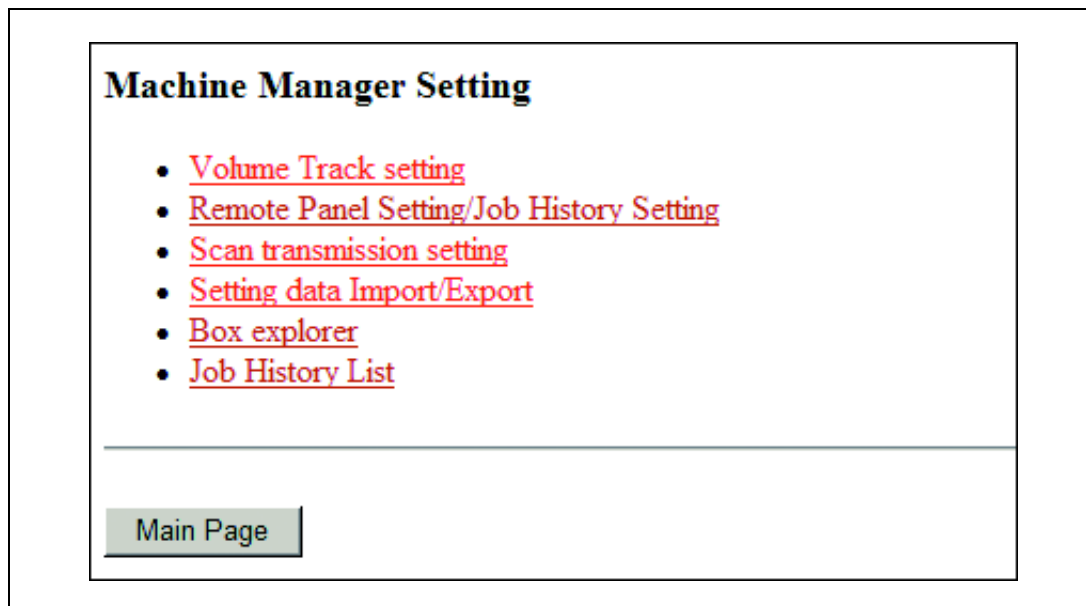 Machine Manager Setting
Volume Track setting
Remote Panel Setting/Job History Setting
Scan transmission setting
Setting data Import/Export
Box explorer
Job History List
Main Page